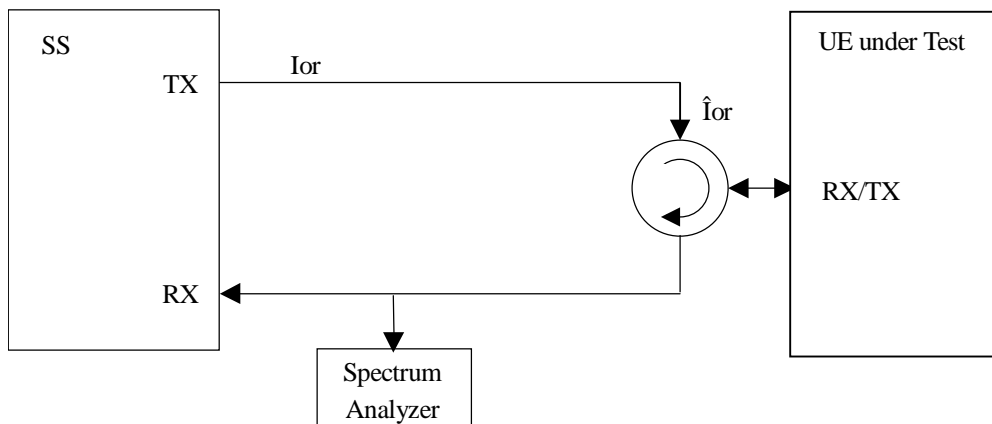 SS
UE under Test
TX
Ior
Îor
RX/TX
RX
Spectrum
Analyzer